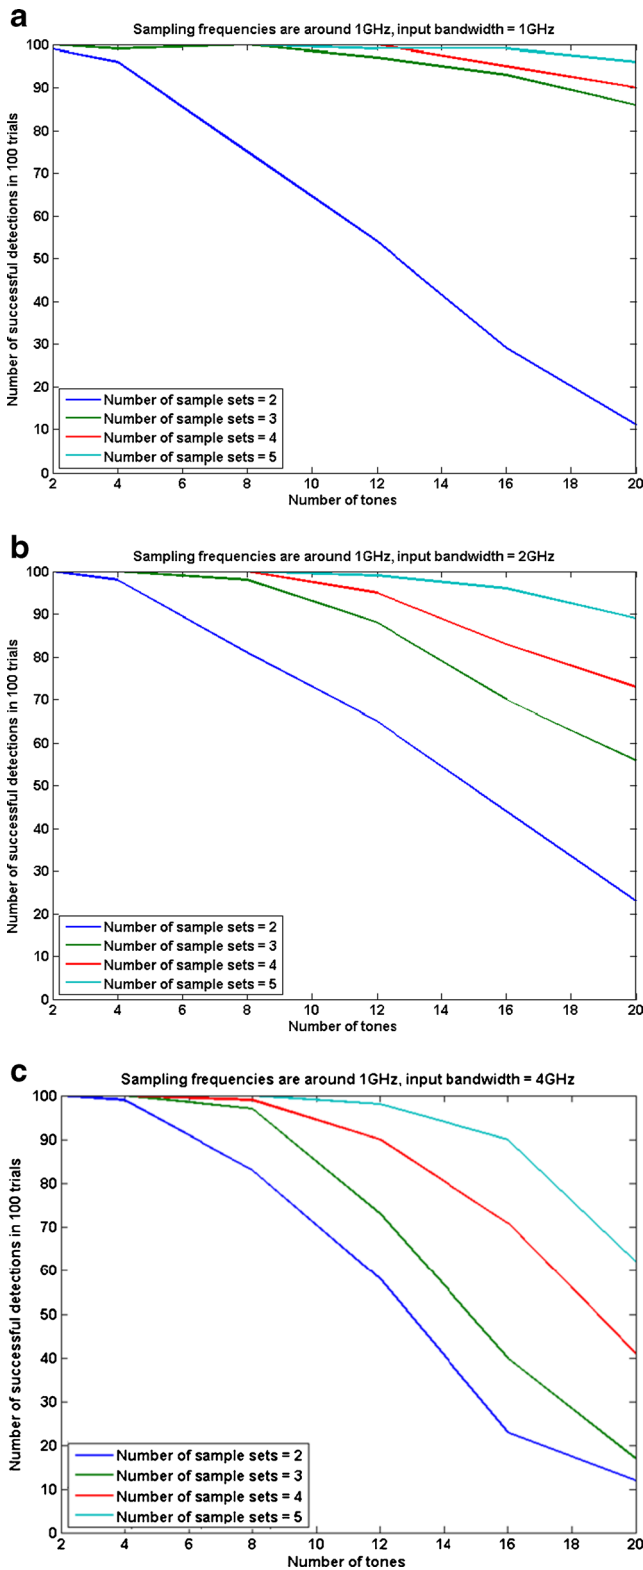 a
Sampling frequencies are around 1GHz, input bandwidth = 1GHz
Number of successful detections in 100 trials
100
90
80
70
60
50
40
30
20
10
0
Number of sample sets = 2
Number of sample sets = 3
Number of sample sets = 4
Number of sample sets = 5
2 4 6 8 10 12 14 16 18 20
Number of tones
b
Sampling frequencies are around 1GHz, input bandwidth = 2GHz
Number of successful detections in 100 trials
100
90
80
70
60
50
40
30
20
10
0
Number of sample sets = 2
Number of sample sets = 3
Number of sample sets = 4
Number of sample sets = 5
2 4 6 8 10 12 14 16 18 20
Number of tones
c
Sampling frequencies are around 1GHz, input bandwidth = 4GHz
Number of successful detections in 100 trials
100
90
80
70
60
50
40
30
20
10
0
Number of sample sets = 2
Number of sample sets = 3
Number of sample sets = 4
Number of sample sets = 5
2 4 6 8 10 12 14 16 18 20
Number of tones